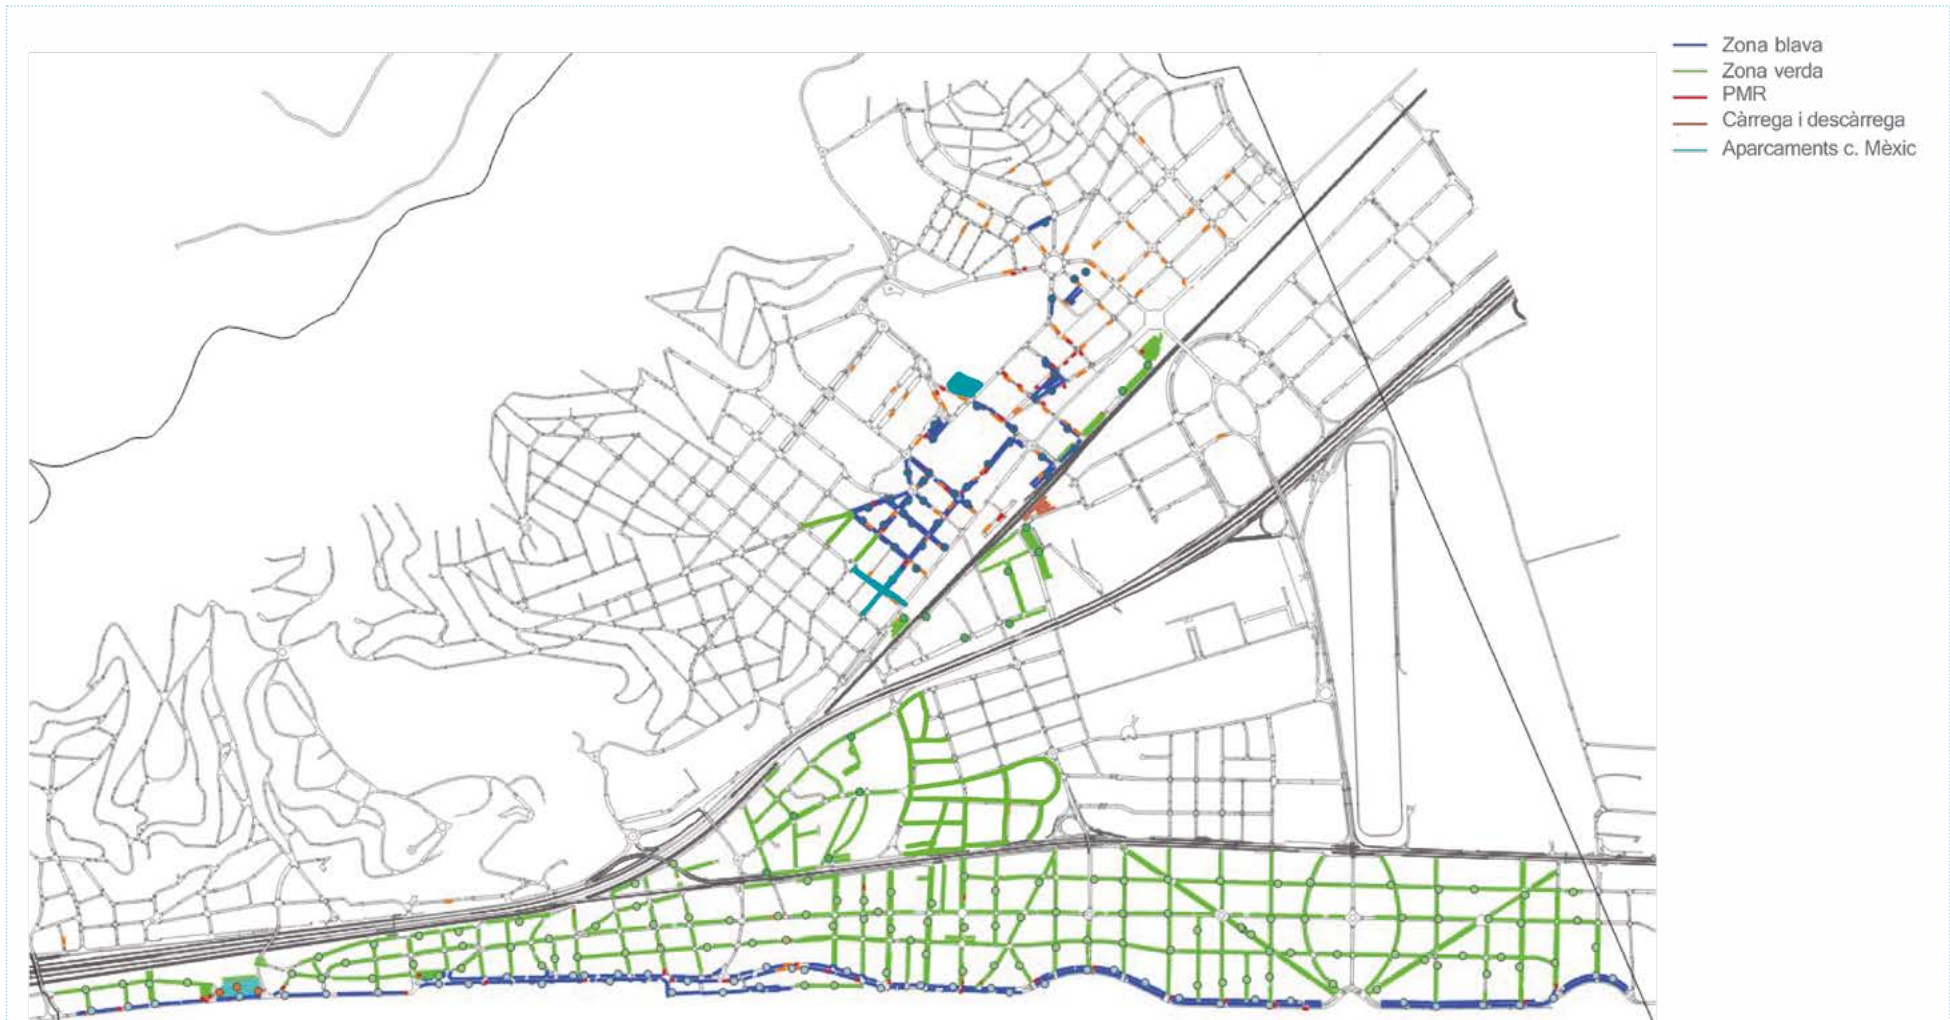 Zona blava
Zona verda
PMR
Càrrega i descàrrega
Aparcaments c. Mèxic